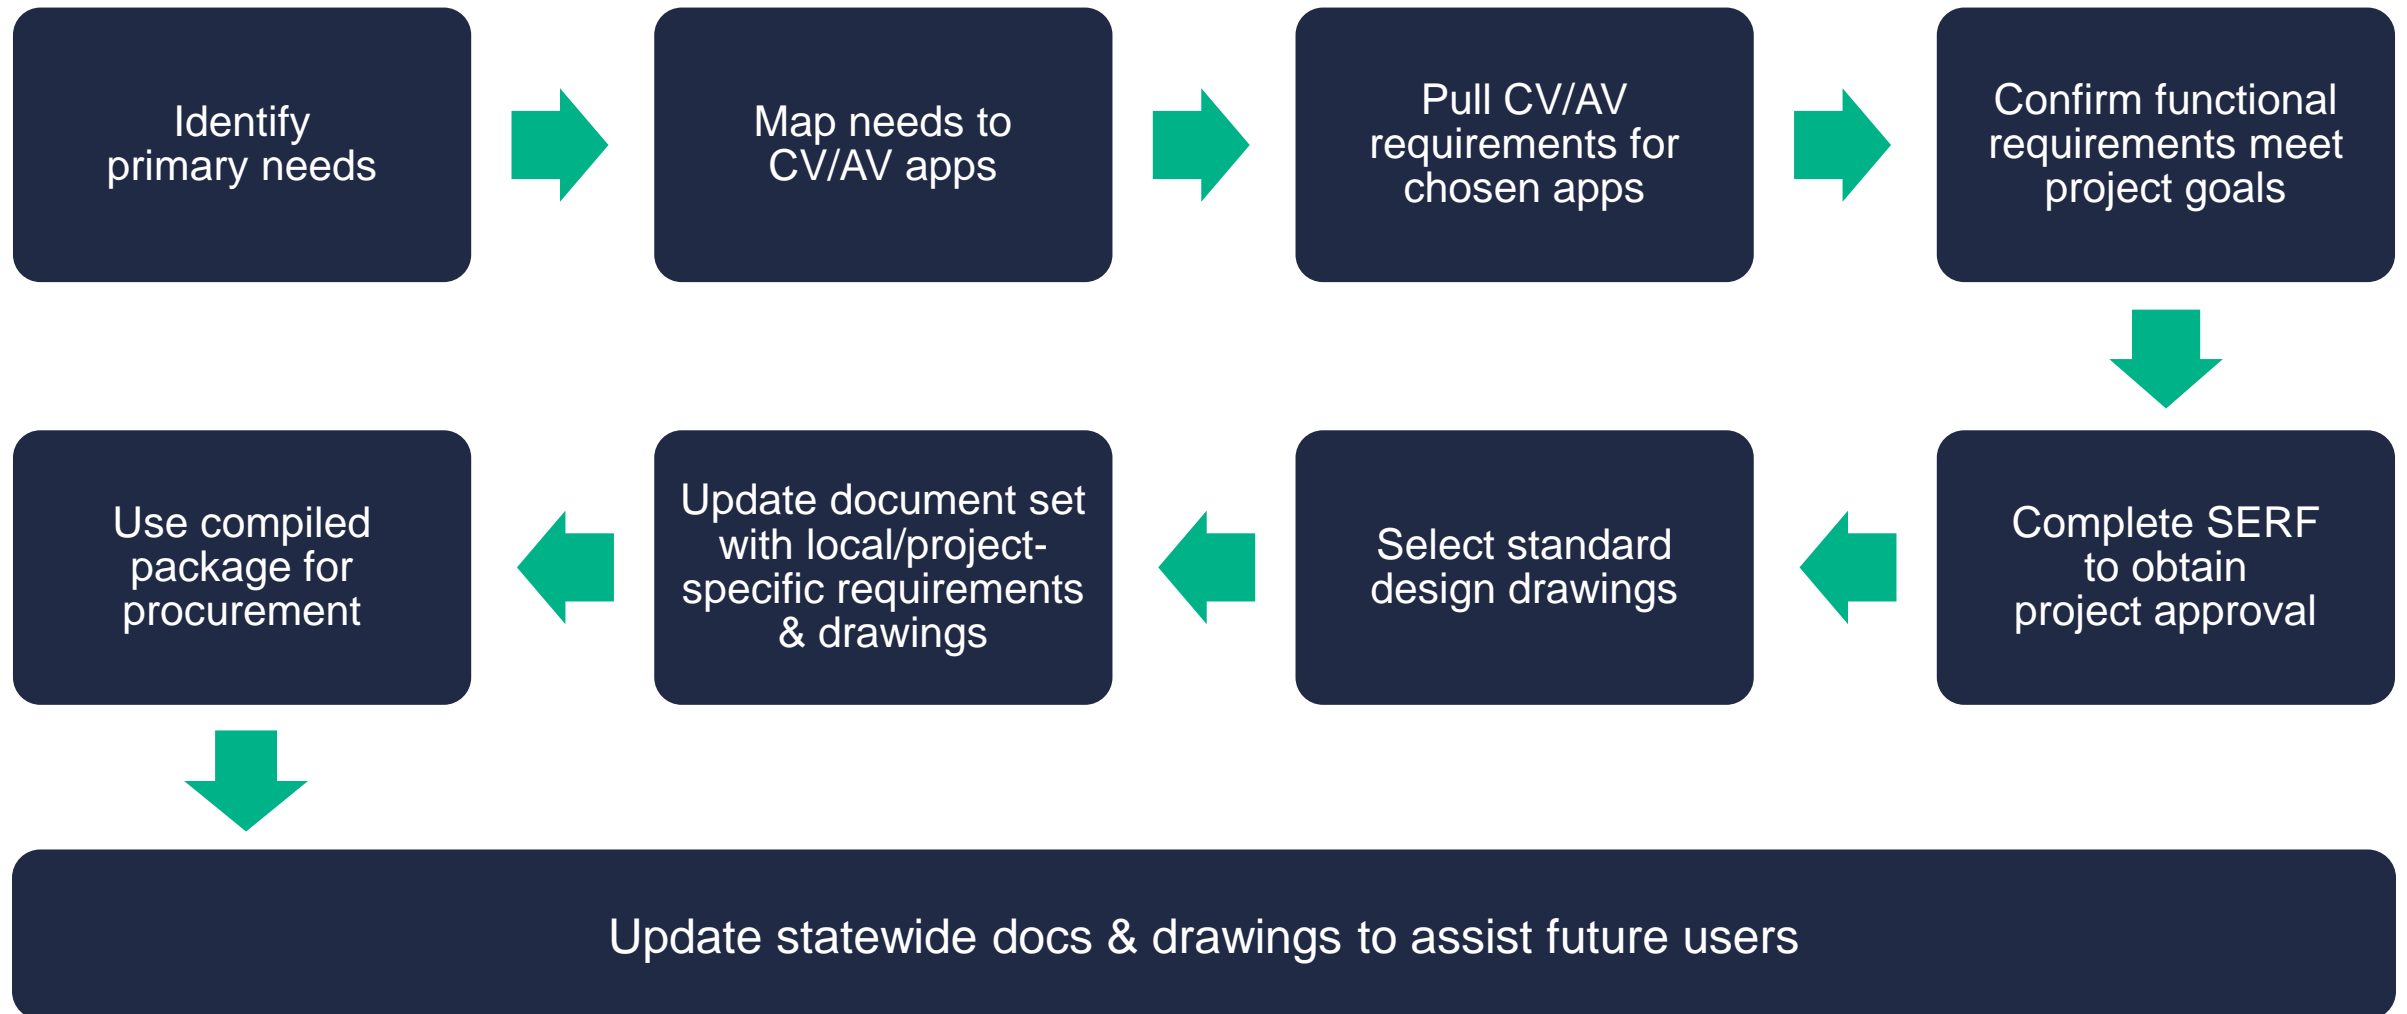 Identify
primary needs
Map needs to
CV/AV apps
Pull CV/AV
requirements for
chosen apps
Confirm functional
requirements meet
project goals
Complete SERF
to obtain
project approval
Select standard
design drawings
Update document set
with local/project-
specific requirements
& drawings
Use compiled
package for
procurement
Update statewide docs & drawings to assist future users